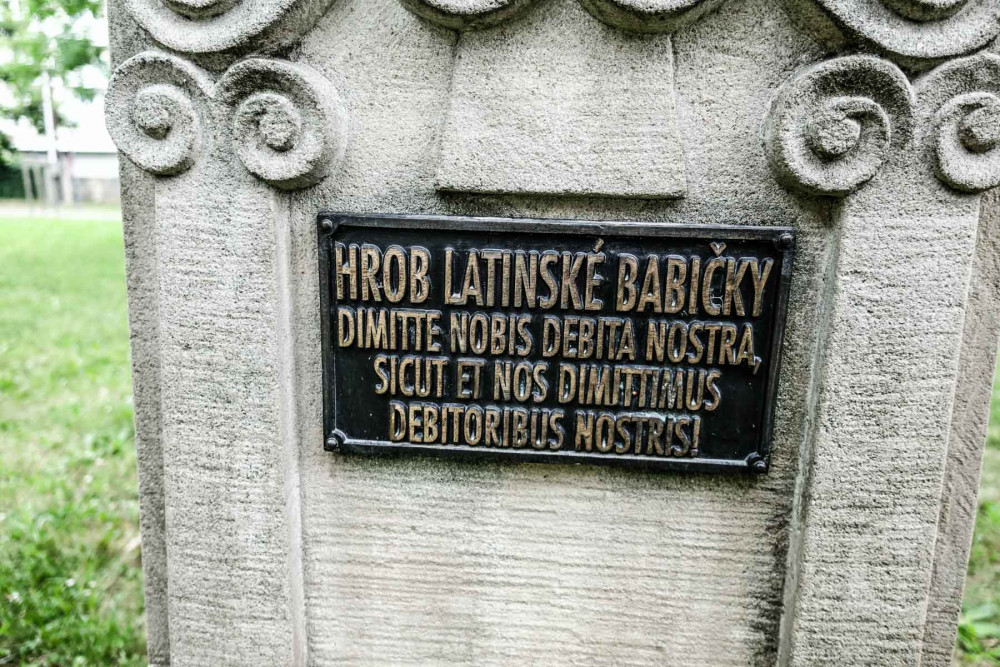 HROB LATINSKÉ BABIČKY
DIMITTE NOBIS DEBITA NOSTRA,
SICUT ET NOS DIMITTIMUS
DEBITORIBUS NOSTRIS!